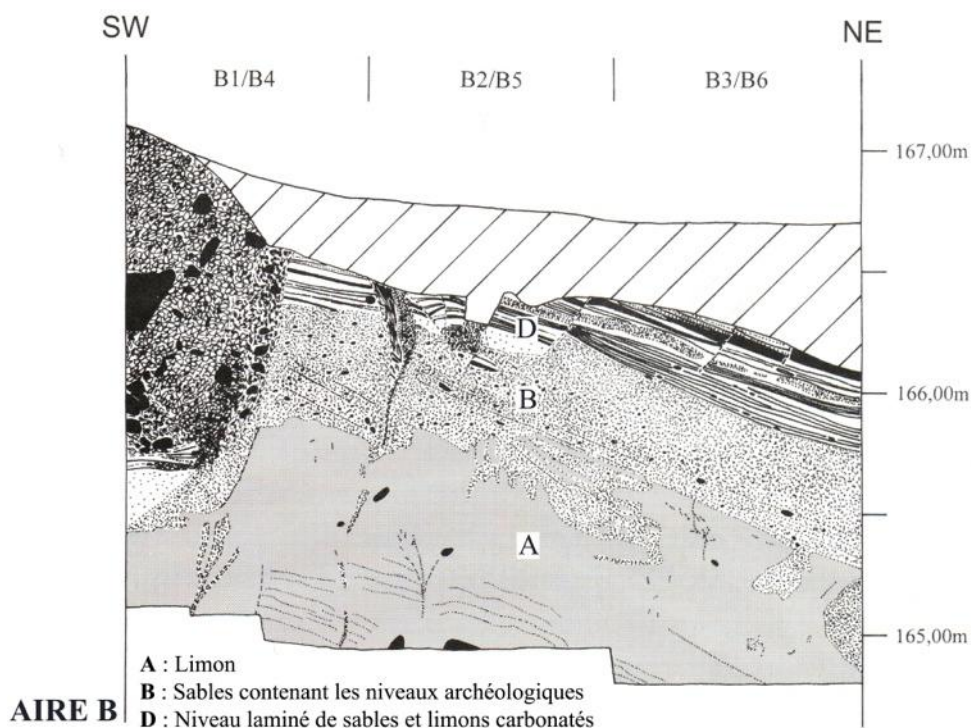 SW
NE
B1/B4
B2/B5
B3/B6
167,00m
D
166,00m
B
A
165,00m
A : Limon
B : Sables contenant les niveaux archéologiques
AIRE B
D : Niveau laminé de sables et limons carbonatés